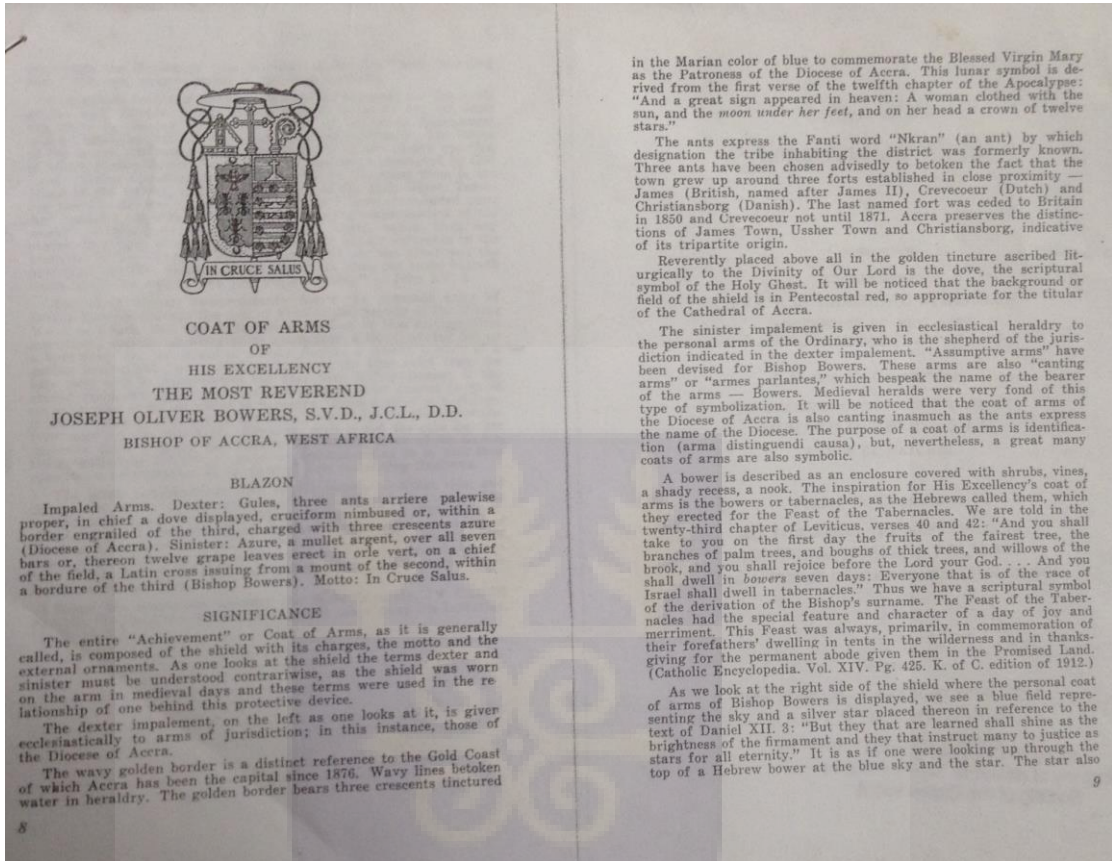 IN CRUCE SALUS
COAT OF ARMS
OF
HIS EXCELLENCY
THE MOST REVEREND
JOSEPH OLIVER BOWERS, S.V.D., J.C.L., D.D.
BISHOP OF ACCRA, WEST AFRICA
BLAZON
Impaled Arms. Dexter: Gules, three ants arriere palewise
proper, in chief a dove displayed, cruciform nimbused or, within a
border engrailed of the third, charged with three crescents azure
(Diocese of Accra). Sinister: Azure, a mullet argent, over all seven
bars or, thereon twelve grape leaves erect in orle vert, on a chief
of the field, a Latin cross issuing from a mount of the second, within
a bordure of the third (Bishop Bowers). Motto: In Cruce Salus.
SIGNIFICANCE
The entire "Achievement" or Coat of Arms, as it is generally
called, is composed of the shield with its charges, the motto and the
external ornaments. As one looks at the shield the terms dexter and
sinister must be understood contrariwise, as the shield was worn
on the arm in medieval days and these terms were used in the re
lationship of one behind this protective device.
The dexter impalement, on the left as one looks at it, is giver
ecclesiastically to arms of jurisdiction; in this instance, those of
the Diocese of Accra.
The wavy golden border is a distinct reference to the Gold Coast
of which Accra has been the capital since 1876. Wavy lines betoken
water in heraldry. The golden border bears three crescents tinctured
8
in the Marian color of blue to commemorate the Blessed Virgin Mary
as the Patroness of the Diocese of Accra. This lunar symbol is de-
rived from the first verse of the twelfth chapter of the Apocalypse:
"And a great sign appeared in heaven: A woman clothed with the
sun, and the moon under her feet, and on her head a crown of twelve
stars."
The ants express the Fanti word "Nkran" (an ant) by which
designation the tribe inhabiting the district was formerly known.
Three ants have been chosen advisedly to betoken the fact that the
town grew up around three forts established in close proximity —
James (British, named after James II), Crevecoeur (Dutch) and
Christiansborg (Danish). The last named fort was ceded to Britain
in 1850 and Crevecoeur not until 1871. Accra preserves the distinc-
tions of James Town, Ussher Town and Christiansborg, indicative
of its tripartite origin.
Reverently placed above all in the golden tincture ascribed lit-
urgically to the Divinity of Our Lord is the dove, the scriptural
symbol of the Holy Ghost. It will be noticed that the background or
field of the shield is in Pentecostal red, so appropriate for the titular
of the Cathedral of Accra.
The sinister impalement is given in ecclesiastical heraldry to
the personal arms of the Ordinary, who is the shepherd of the juris-
diction indicated in the dexter impalement. "Assumptive arms" have
been devised for Bishop Bowers. These arms are also "canting
arms" or "armes parlantes," which bespeak the name of the bearer
of the arms — Bowers. Medieval heralds were very fond of this
type of symbolization. It will be noticed that the coat of arms of
the Diocese of Accra is also canting inasmuch as the ants express
the name of the Diocese. The purpose of a coat of arms is identifica-
tion (arma distinguendi causa), but, nevertheless, a great many
coats of arms are also symbolic.
A bower is described as an enclosure covered with shrubs, vines,
a shady recess, a nook. The inspiration for His Excellency's coat of
arms is the bowers or tabernacles, as the Hebrews called them, which
they erected for the Feast of the Tabernacles. We are told in the
twenty-third chapter of Leviticus, verses 40 and 42: "And you shall
take to you on the first day the fruits of the fairest tree, the
branches of palm trees, and boughs of thick trees, and willows of the
brook, and you shall rejoice before the Lord your God. . . . And you
shall dwell in bowers seven days: Everyone that is of the race of
Israel shall dwell in tabernacles." Thus we have a scriptural symbol
of the derivation of the Bishop's surname. The Feast of the Taber-
nacles had the special feature and character of a day of joy and
merriment. This Feast was always, primarily, in commemoration of
their forefathers' dwelling in tents in the wilderness and in thanks-
giving for the permanent abode given them in the Promised Land.
(Catholic Encyclopedia. Vol. XIV. Pg. 425. K. of C. edition of 1912.)
As we look at the right side of the shield where the personal coat
of arms of Bishop Bowers is displayed, we see a blue field repre-
senting the sky and a silver star placed thereon in reference to the
text of Daniel XII. 3: "But they that are learned shall shine as the
brightness of the firmament and they that instruct many to justice as
stars for all eternity." It is as if one were looking up through the
top of a Hebrew bower at the blue sky and the star. The star also
9